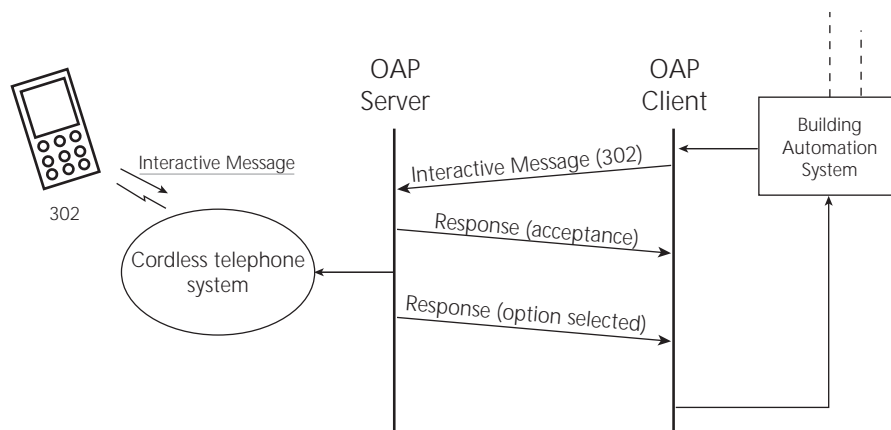 OAP
Server
OAP
Client
Building
Automation
System
Interactive Message
302
Interactive Message (302)
Response (acceptance)
Cordless telephone
system
Response (option selected)